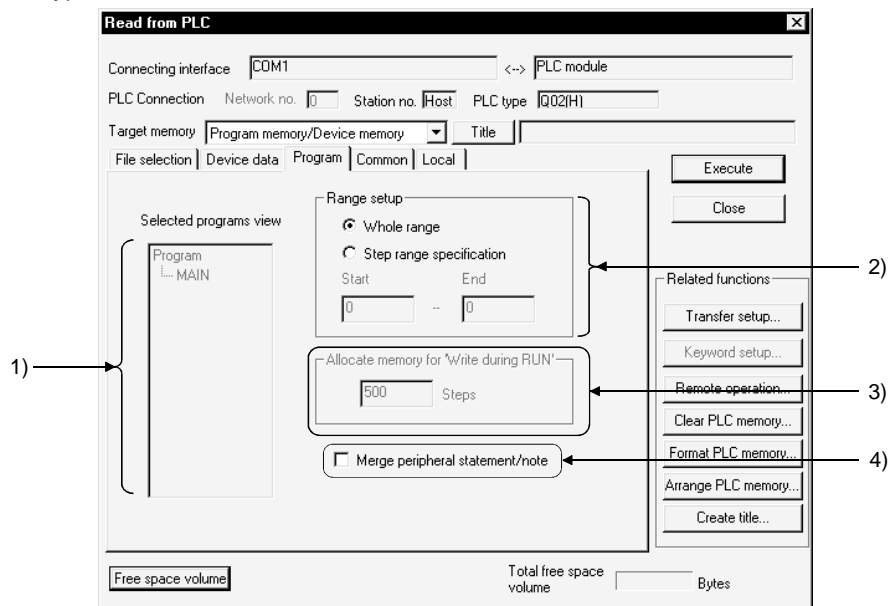 Read from PLC
Connecting interface COM1 <--> PLC module
PLC Connection Network no. 0 Station no. Host PLC type Q02(H)
Target memory Program memory/Device memory Title
File selection Device data Program Common Local
Execute
Close
Selected programs view
Program
MAIN
1)
Range setup
Whole range
Step range specification
Start End
0 -- 0
2)
Allocate memory for 'Write during RUN'
500 Steps
3)
Merge peripheral statement/note
4)
Related functions
Transfer setup...
Keyword setup...
Remote operation...
Clear PLC memory...
Format PLC memory...
Arrange PLC memory...
Create title...
Free space volume
Total free space
volume Bytes